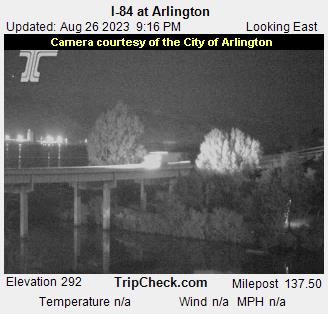 I-84 at Arlington
Updated: Aug 26 2023 9:16 PM Looking East
Camera courtesy of the City of Arlington
Elevation 292 TripCheck.com Milepost 137.50
Temperature n/a Wind n/a MPH n/a